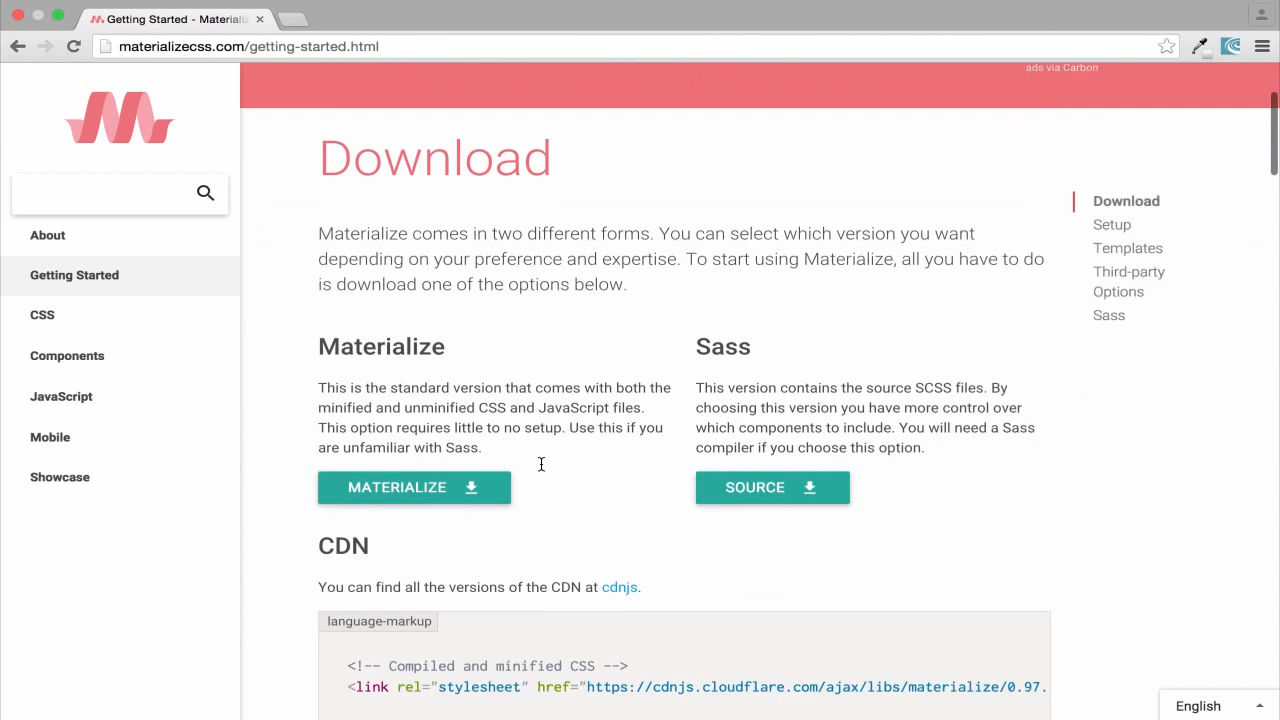 Getting Started - Materializ
materializecss.com/getting-started.html
ads via Carbon
About
Getting Started
CSS
Components
JavaScript
Mobile
Showcase
Download
Materialize comes in two different forms. You can select which version you want
depending on your preference and expertise. To start using Materialize, all you have to do
is download one of the options below.
Materialize
This is the standard version that comes with both the
minified and unminified CSS and JavaScript files.
This option requires little to no setup. Use this if you
are unfamiliar with Sass.
MATERIALIZE
Sass
This version contains the source SCSS files. By
choosing this version you have more control over
which components to include. You will need a Sass
compiler if you choose this option.
SOURCE
CDN
You can find all the versions of the CDN at cdnjs.
language-markup
<!-- Compiled and minified CSS -->
<link rel="stylesheet" href="https://cdnjs.cloudflare.com/ajax/libs/materialize/0.97.
Download
Setup
Templates
Third-party
Options
Sass
English